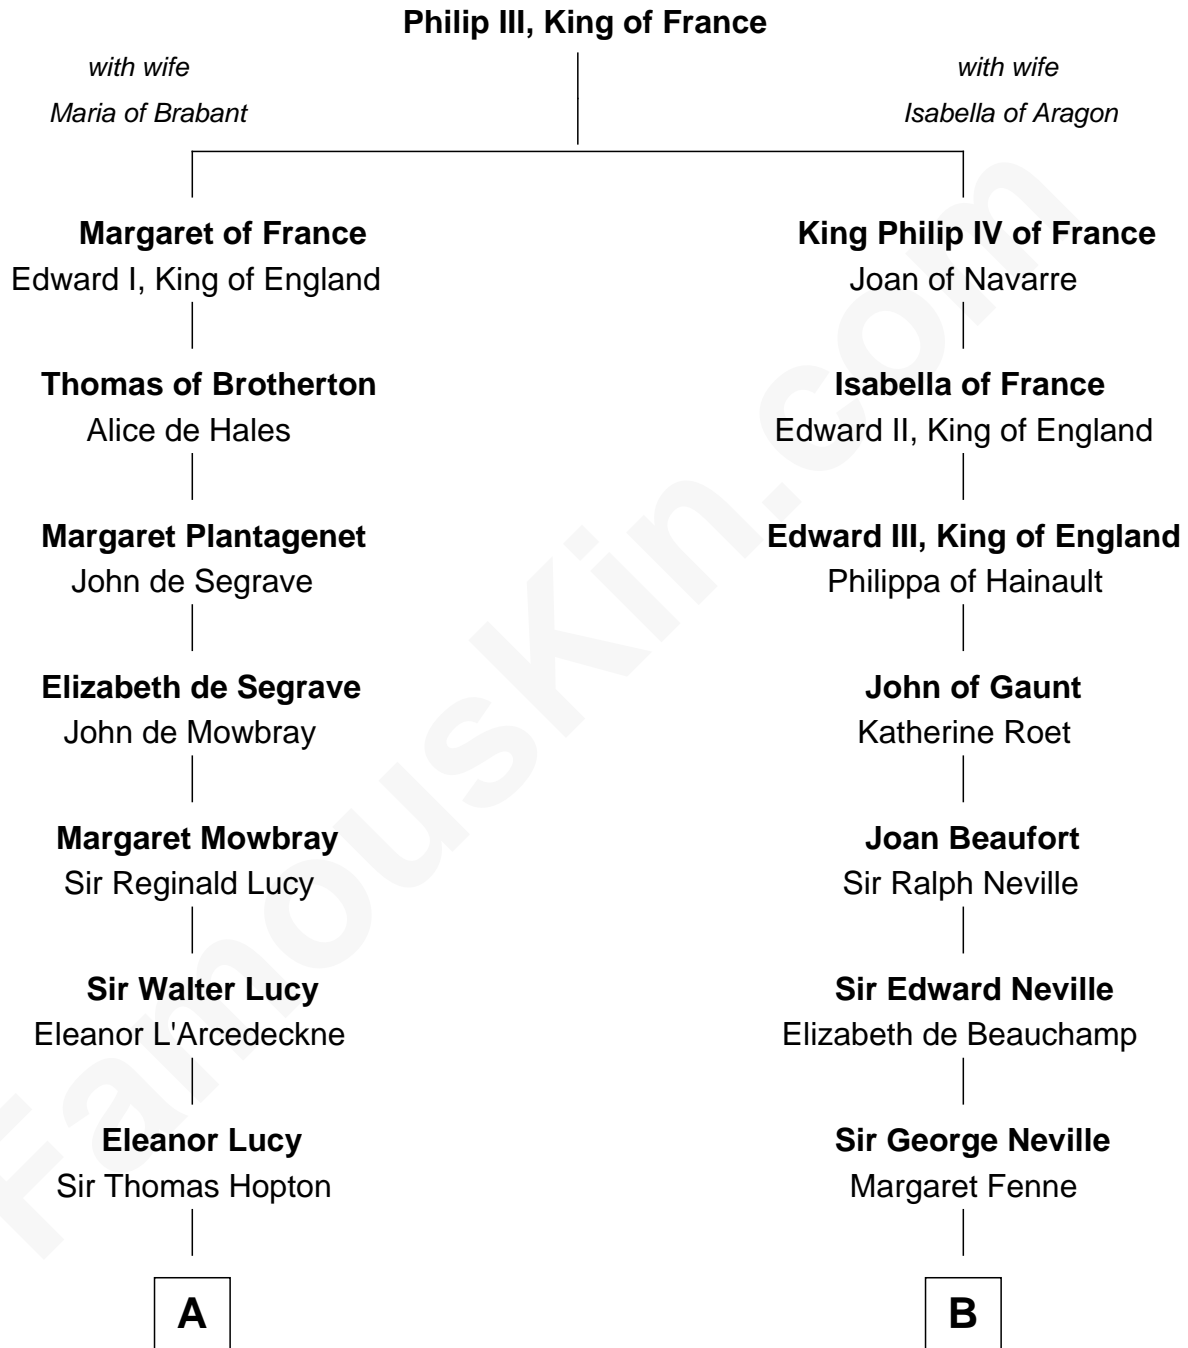 Philip III, King of France
with wife
Maria of Brabant
with wife
Isabella of Aragon
Margaret of France
Edward I, King of England
King Philip IV of France
Joan of Navarre
Thomas of Brotherton
Alice de Hales
Isabella of France
Edward II, King of England
Margaret Plantagenet
John de Segrave
Edward III, King of England
Philippa of Hainault
Elizabeth de Segrave
John de Mowbray
John of Gaunt
Katherine Roet
Margaret Mowbray
Sir Reginald Lucy
Joan Beaufort
Sir Ralph Neville
Sir Walter Lucy
Eleanor L'Arcedeckne
Sir Edward Neville
Elizabeth de Beauchamp
Eleanor Lucy
Sir Thomas Hopton
Sir George Neville
Margaret Fenne
A
B
FamousKin.com